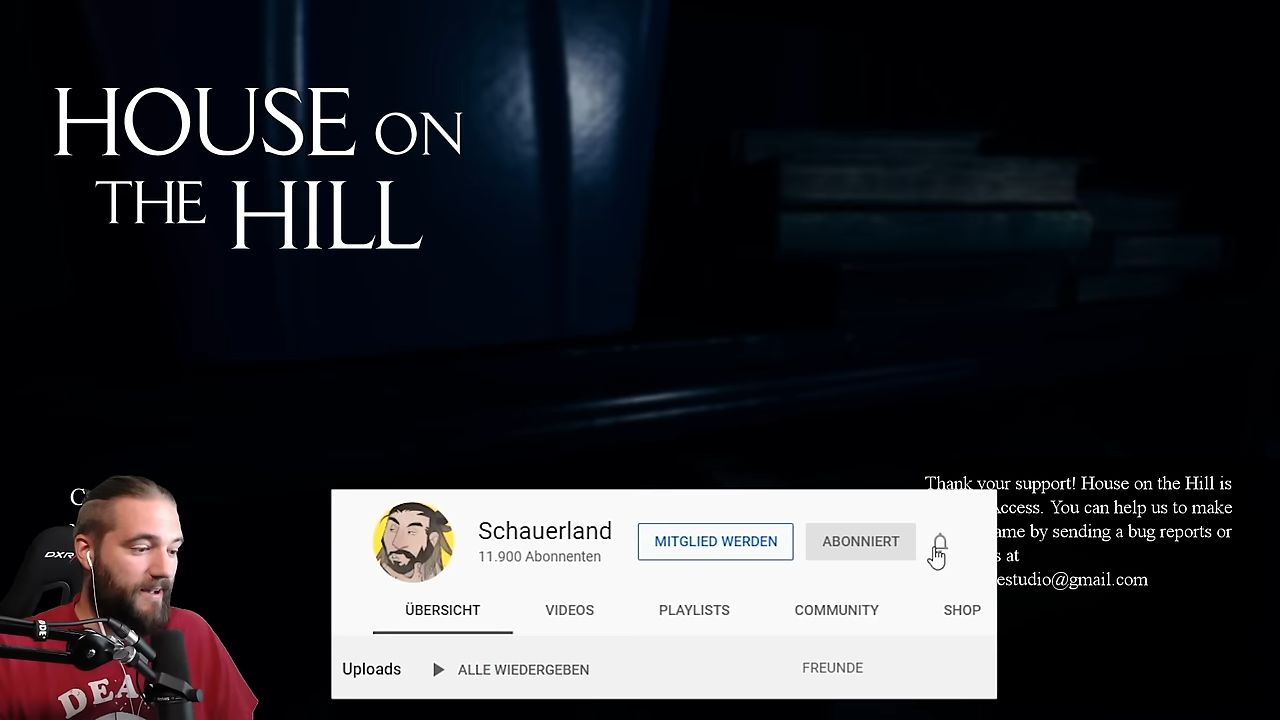 HOUSE ON
THE HILL
Thank your support! House on the Hill is
Access. You can help us to make
ame by sending a bug reports or
s at
estudio@gmail.com
Schauerland
11.900 Abonnenten
MITGLIED WERDEN
ABONNIERT
ÜBERSICHT
VIDEOS
PLAYLISTS
COMMUNITY
SHOP
Uploads
ALLE WIEDERGEBEN
FREUNDE
DXR
DEA